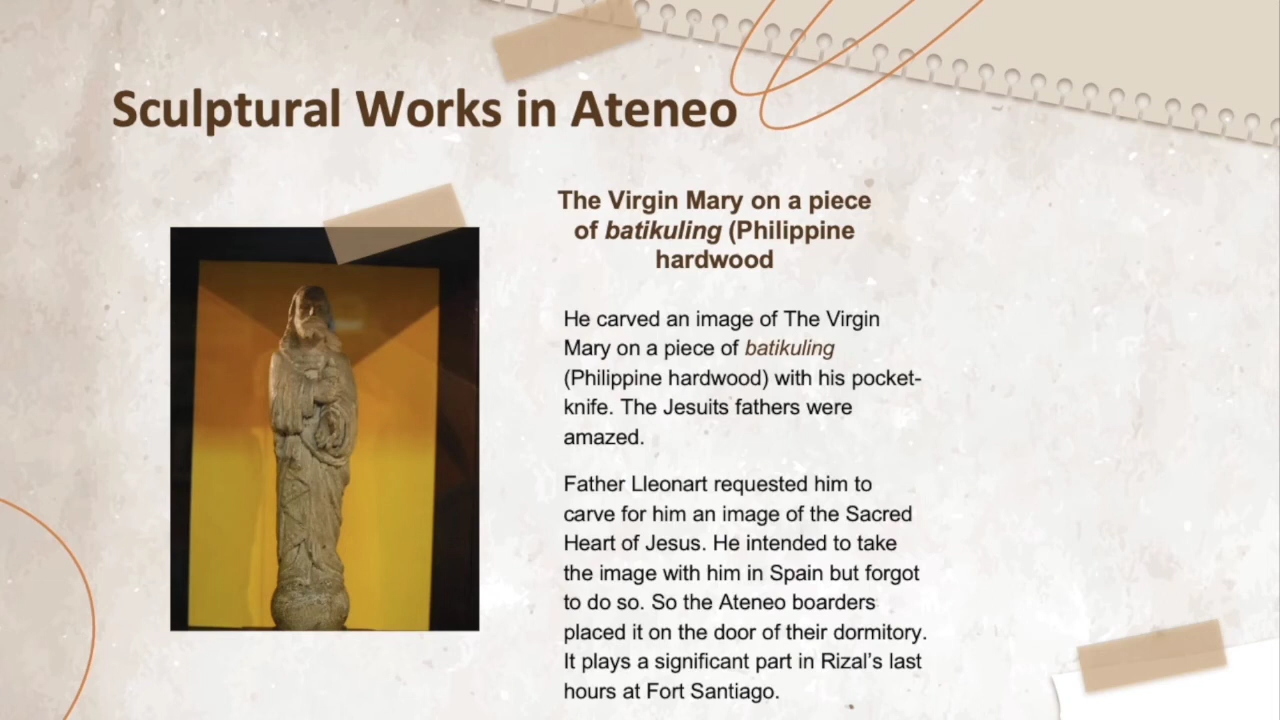 Sculptural Works in Ateneo
The Virgin Mary on a piece
of batikuling (Philippine
hardwood
He carved an image of The Virgin
Mary on a piece of batikuling
(Philippine hardwood) with his pocket-
knife. The Jesuits fathers were
amazed.
Father Lleonart requested him to
carve for him an image of the Sacred
Heart of Jesus. He intended to take
the image with him in Spain but forgot
to do so. So the Ateneo boarders
placed it on the door of their dormitory.
It plays a significant part in Rizal’s last
hours at Fort Santiago.